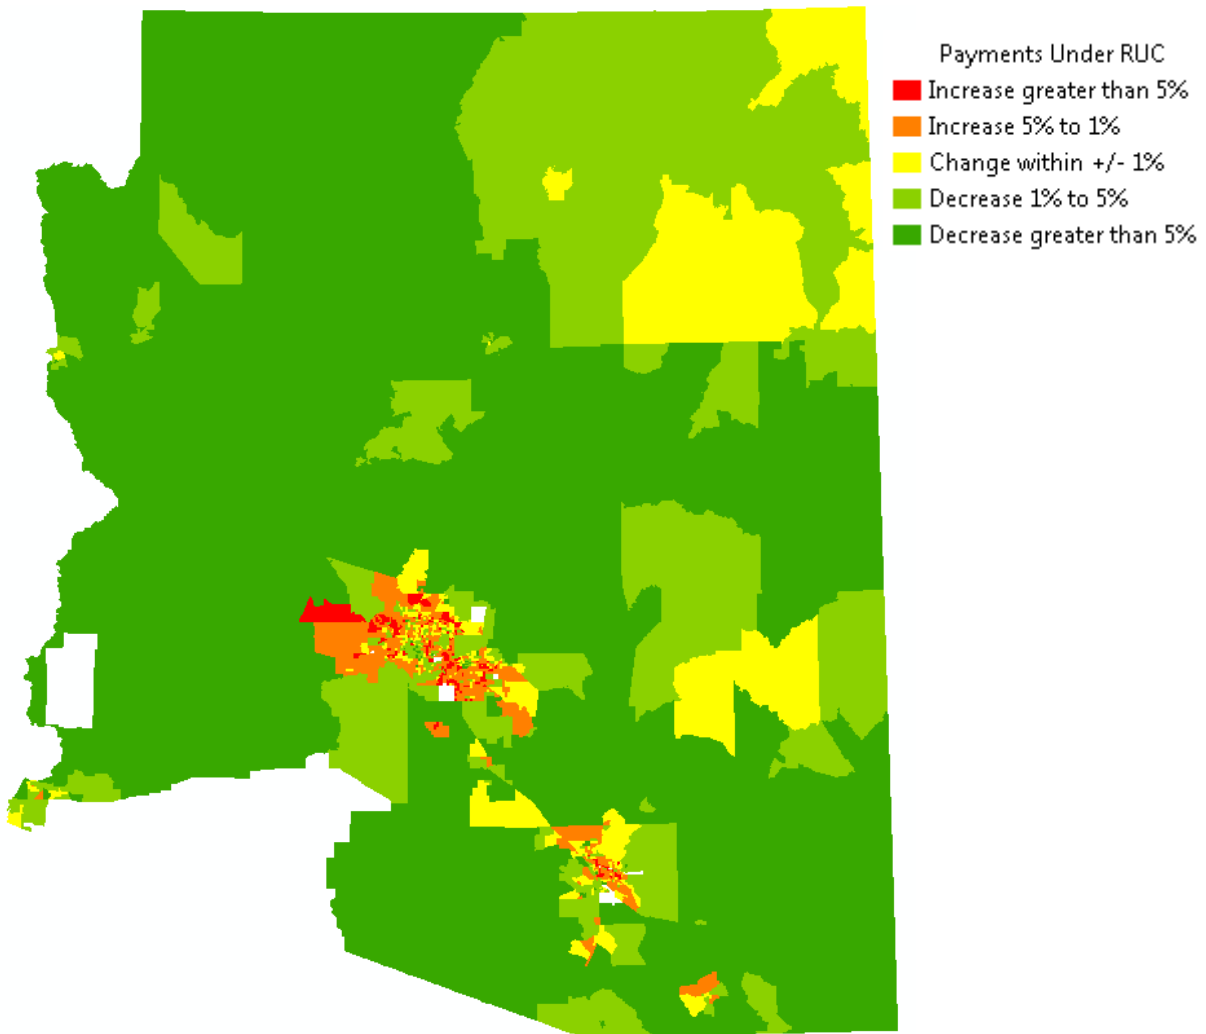 Payments Under RUC
Increase greater than 5%
Increase 5% to 1%
Change within +/- 1%
Decrease 1% to 5%
Decrease greater than 5%